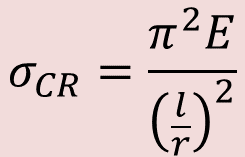 σ_CR = π²E / (l/r)²